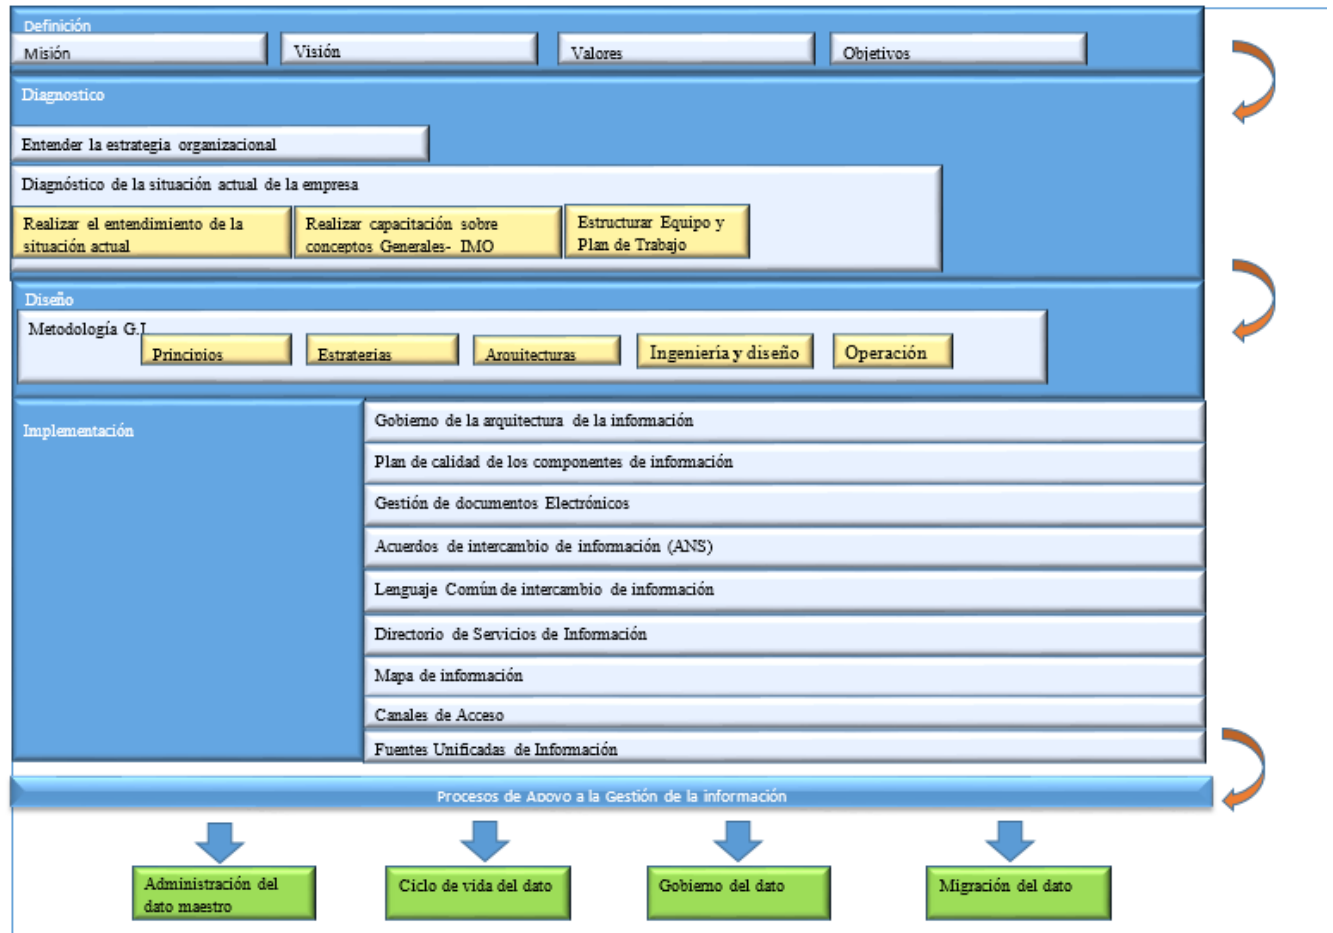 Definición
Misión
Visión
Valores
Objetivos
Diagnostico
Entender la estrategia organizacional
Diagnóstico de la situación actual de la empresa
Realizar el entendimiento de la
situación actual
Realizar capacitación sobre
conceptos Generales- IMO
Estructurar Equipo y
Plan de Trabajo
Diseño
Metodología G.I
Principios
Estrategias
Arquitecturas
Ingeniería y diseño
Operación
Implementación
Gobierno de la arquitectura de la información
Plan de calidad de los componentes de información
Gestión de documentos Electrónicos
Acuerdos de intercambio de información (ANS)
Lenguaje Común de intercambio de información
Directorio de Servicios de Información
Mapa de información
Canales de Acceso
Fuentes Unificadas de Información
Procesos de Apoyo a la Gestión de la información
Administración del
dato maestro
Ciclo de vida del dato
Gobierno del dato
Migración del dato